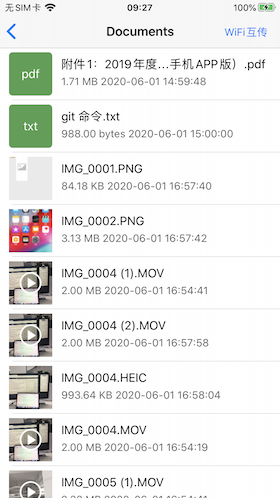 无SIM卡 09:27 100%
Documents WiFi互传
pdf 附件1：2019年度...手机APP版）.pdf
1.71 MB 2020-06-01 14:59:48
txt git 命令.txt
988.00 bytes 2020-06-01 15:00:00
IMG_0001.PNG
84.18 KB 2020-06-01 16:57:40
IMG_0002.PNG
3.13 MB 2020-06-01 16:57:42
IMG_0004 (1).MOV
2.00 MB 2020-06-01 16:54:41
IMG_0004 (2).MOV
2.00 MB 2020-06-01 16:57:58
IMG_0004.HEIC
993.64 KB 2020-06-01 16:58:04
IMG_0004.MOV
2.00 MB 2020-06-01 16:54:19
IMG_0005 (1).MOV